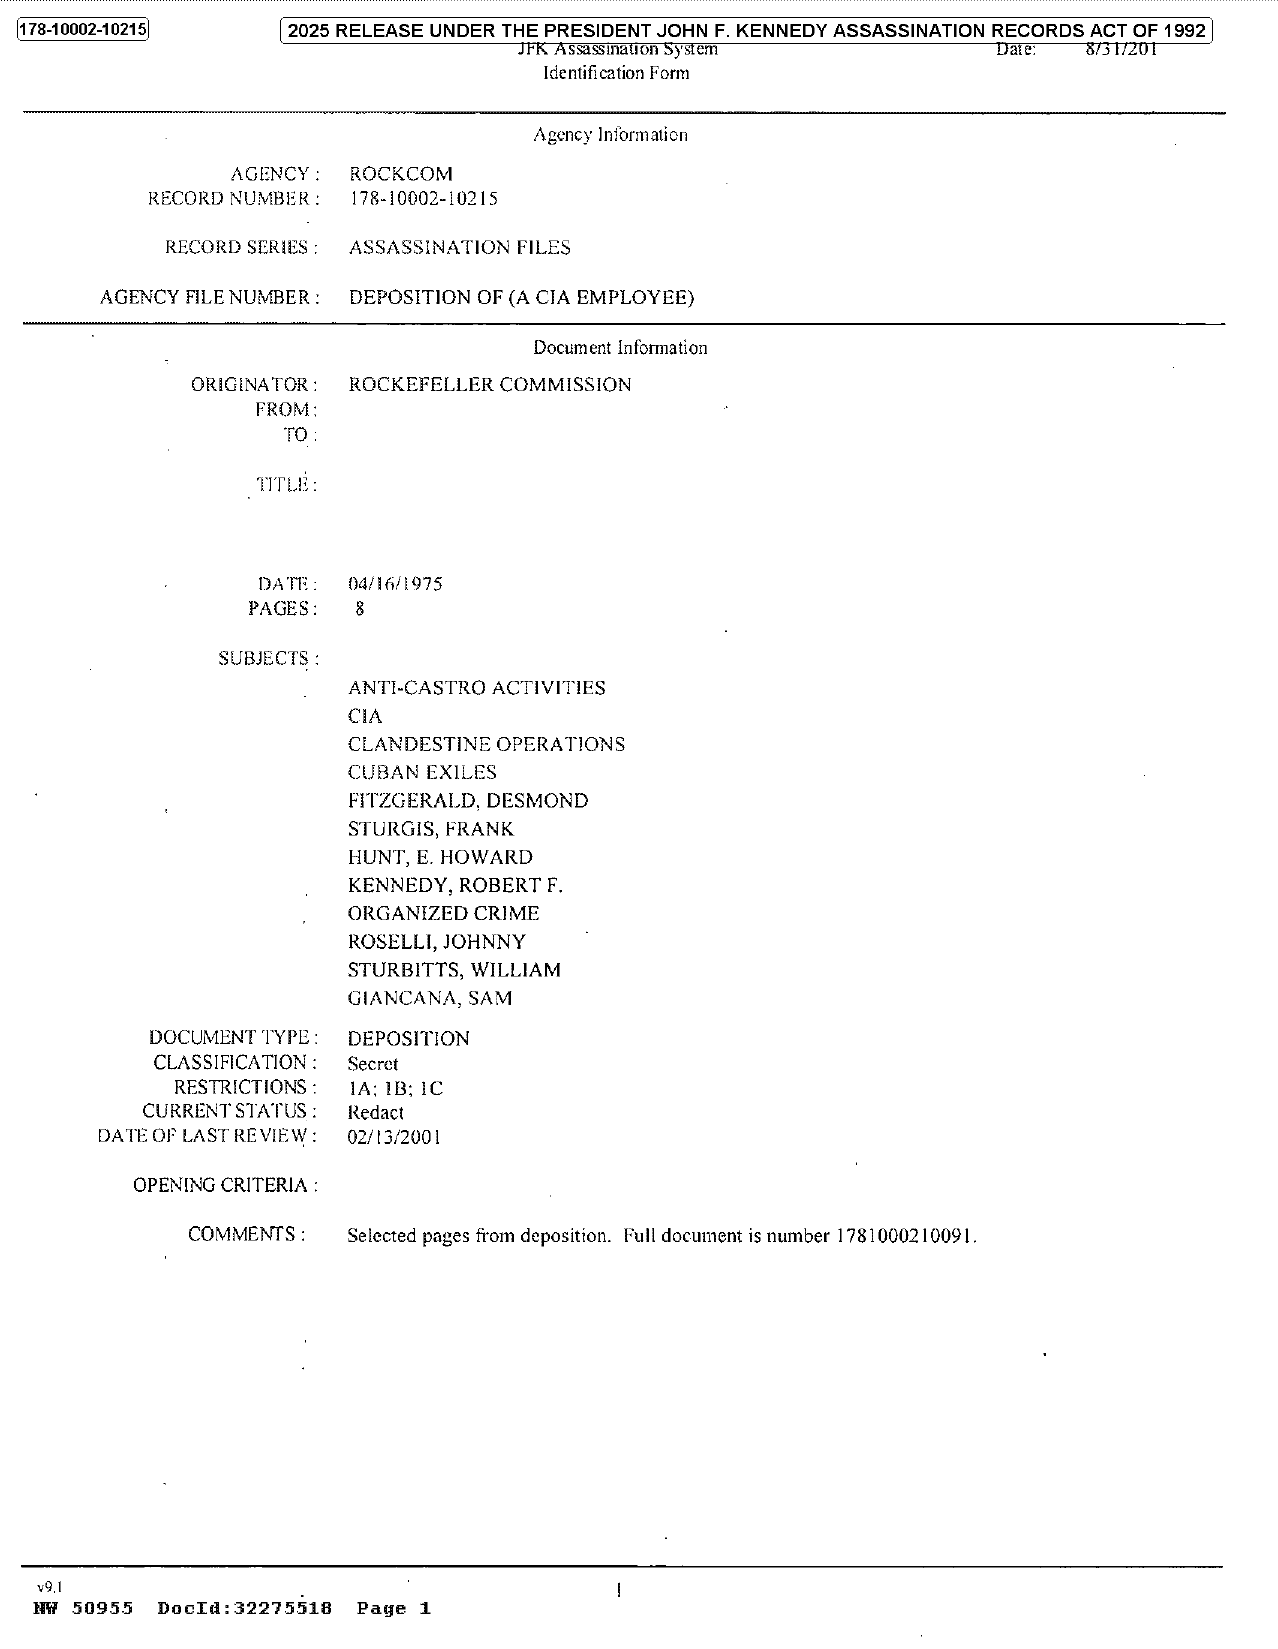 178-10002-10215
2025 RELEASE UNDER THE PRESIDENT JOHN F. KENNEDY ASSASSINATION RECORDS ACT OF 1992
JFK Assassination System Date: 8/31/201
Identification Form
Agency Information
AGENCY : ROCKCOM
RECORD NUMBER : 178-10002-10215
RECORD SERIES : ASSASSINATION FILES
AGENCY FILE NUMBER : DEPOSITION OF (A CIA EMPLOYEE)
Document Information
ORIGINATOR : ROCKEFELLER COMMISSION
FROM :
TO :
TITLE :
DATE : 04/16/1975
PAGES : 8
SUBJECTS :
ANTI-CASTRO ACTIVITIES
CIA
CLANDESTINE OPERATIONS
CUBAN EXILES
FITZGERALD, DESMOND
STURGIS, FRANK
HUNT, E. HOWARD
KENNEDY, ROBERT F.
ORGANIZED CRIME
ROSELLI, JOHNNY
STURBITTS, WILLIAM
GIANCANA, SAM
DOCUMENT TYPE : DEPOSITION
CLASSIFICATION : Secret
RESTRICTIONS : 1A; 1B; 1C
CURRENT STATUS : Redact
DATE OF LAST REVIEW : 02/13/2001
OPENING CRITERIA :
COMMENTS : Selected pages from deposition. Full document is number 1781000210091.
v9.1 1
NW 50955 DocId:32275518 Page 1